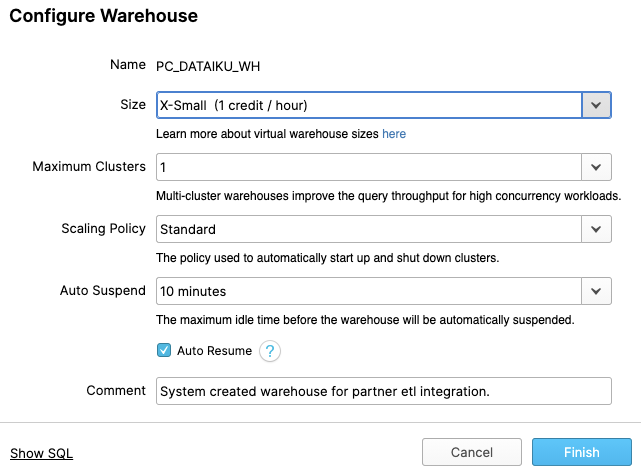 Configure Warehouse
Name PC_DATAIKU_WH
Size X-Small (1 credit / hour)
Learn more about virtual warehouse sizes here
Maximum Clusters 1
Multi-cluster warehouses improve the query throughput for high concurrency workloads.
Scaling Policy Standard
The policy used to automatically start up and shut down clusters.
Auto Suspend 10 minutes
The maximum idle time before the warehouse will be automatically suspended.
Auto Resume ?
Comment System created warehouse for partner etl integration.
Show SQL Cancel Finish